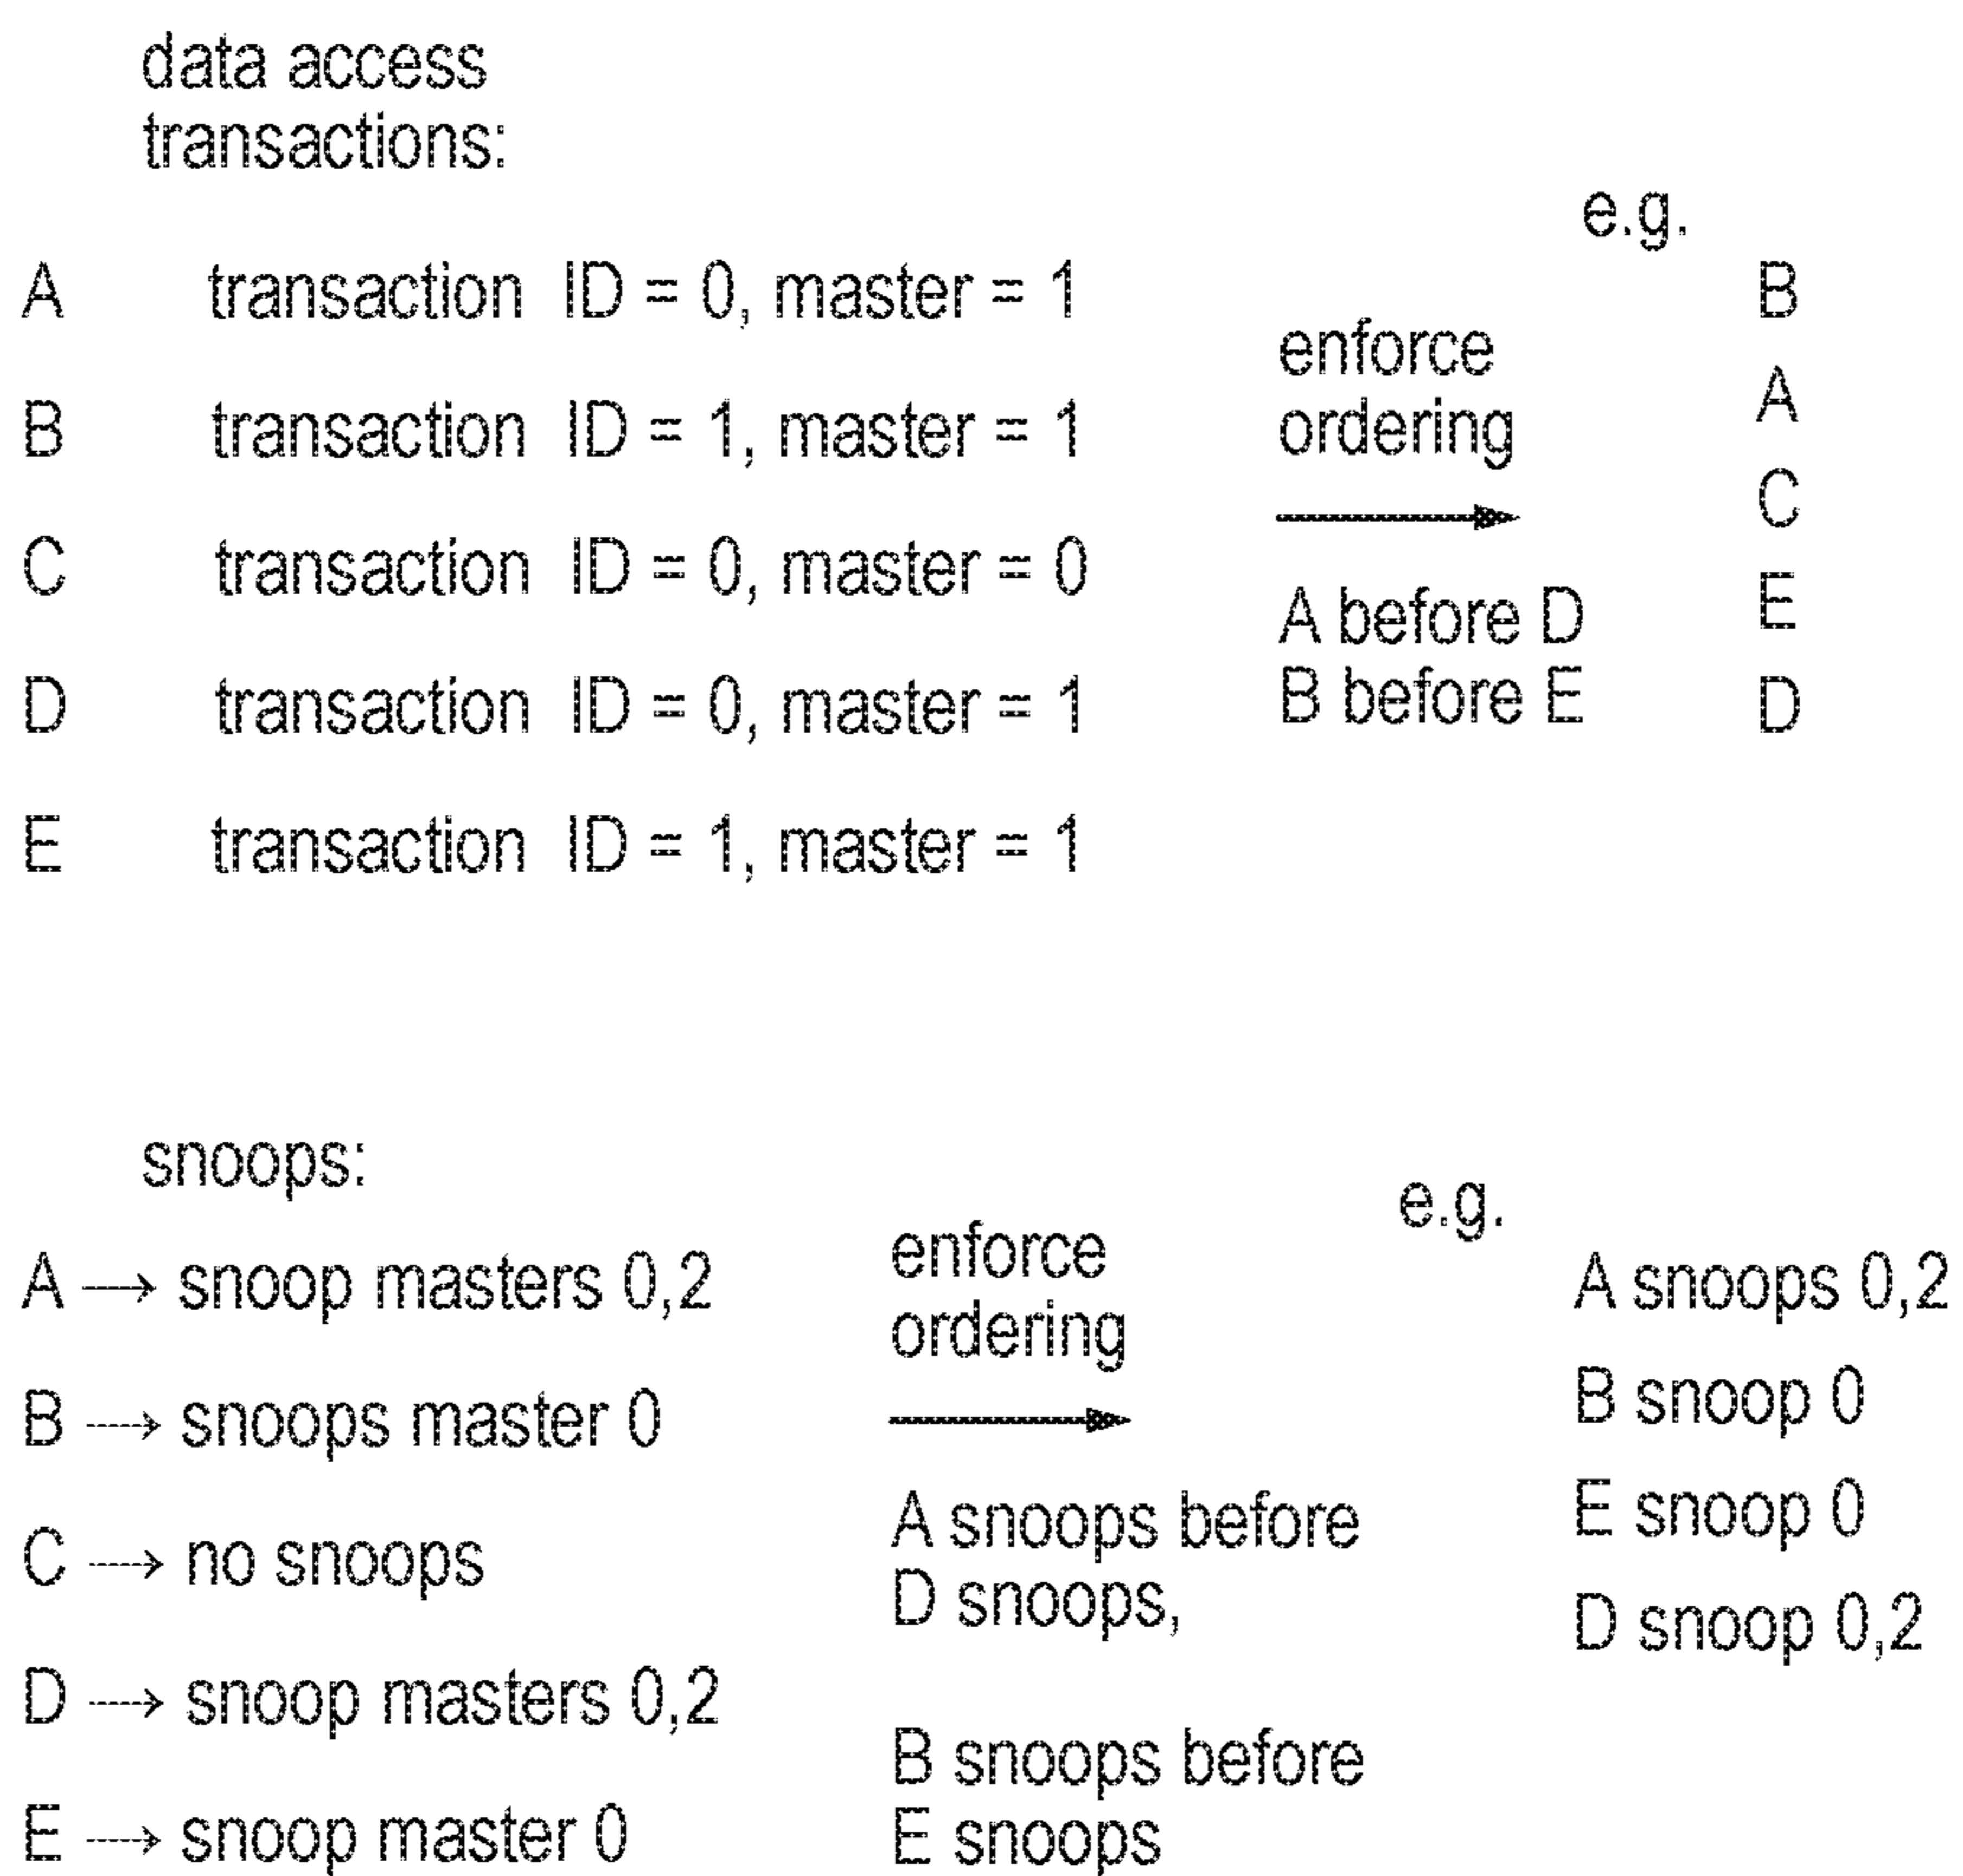 data access
transactions:
A transaction ID = 0, master = 1
B transaction ID = 1, master = 1
C transaction ID = 0, master = 0
D transaction ID = 0, master = 1
E transaction ID = 1, master = 1
enforce
ordering
A before D
B before E
e.g.
B
A
C
E
D
snoops:
A → snoop masters 0,2
B → snoops master 0
C → no snoops
D → snoop masters 0,2
E → snoop master 0
enforce
ordering
A snoops before
D snoops,
B snoops before
E snoops
e.g.
A snoops 0,2
B snoop 0
E snoop 0
D snoop 0,2